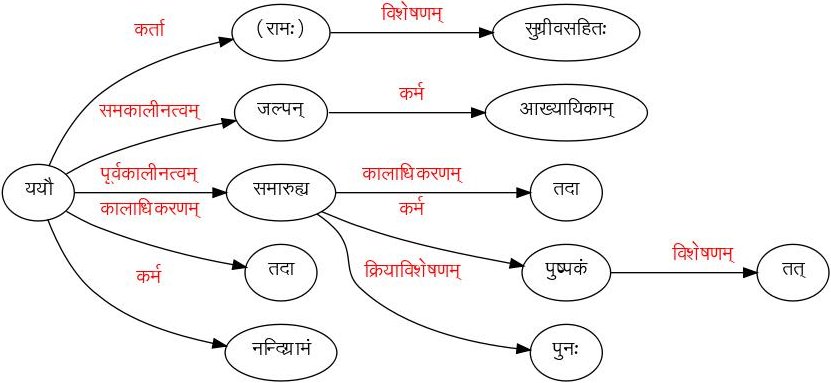 कर्ता
(रामः)
विशेषणम्
सुग्रीवसहितः
समकालीनत्वम्
जल्पन्
कर्म
आख्यायिकाम्
ययौ
पूर्वकालीनत्वम्
समारुह्य
कालाधिकरणम्
तदा
कालाधिकरणम्
तदा
कर्म
पुष्पकं
विशेषणम्
तत्
कर्म
नन्दिग्रामं
क्रियाविशेषणम्
पुनः